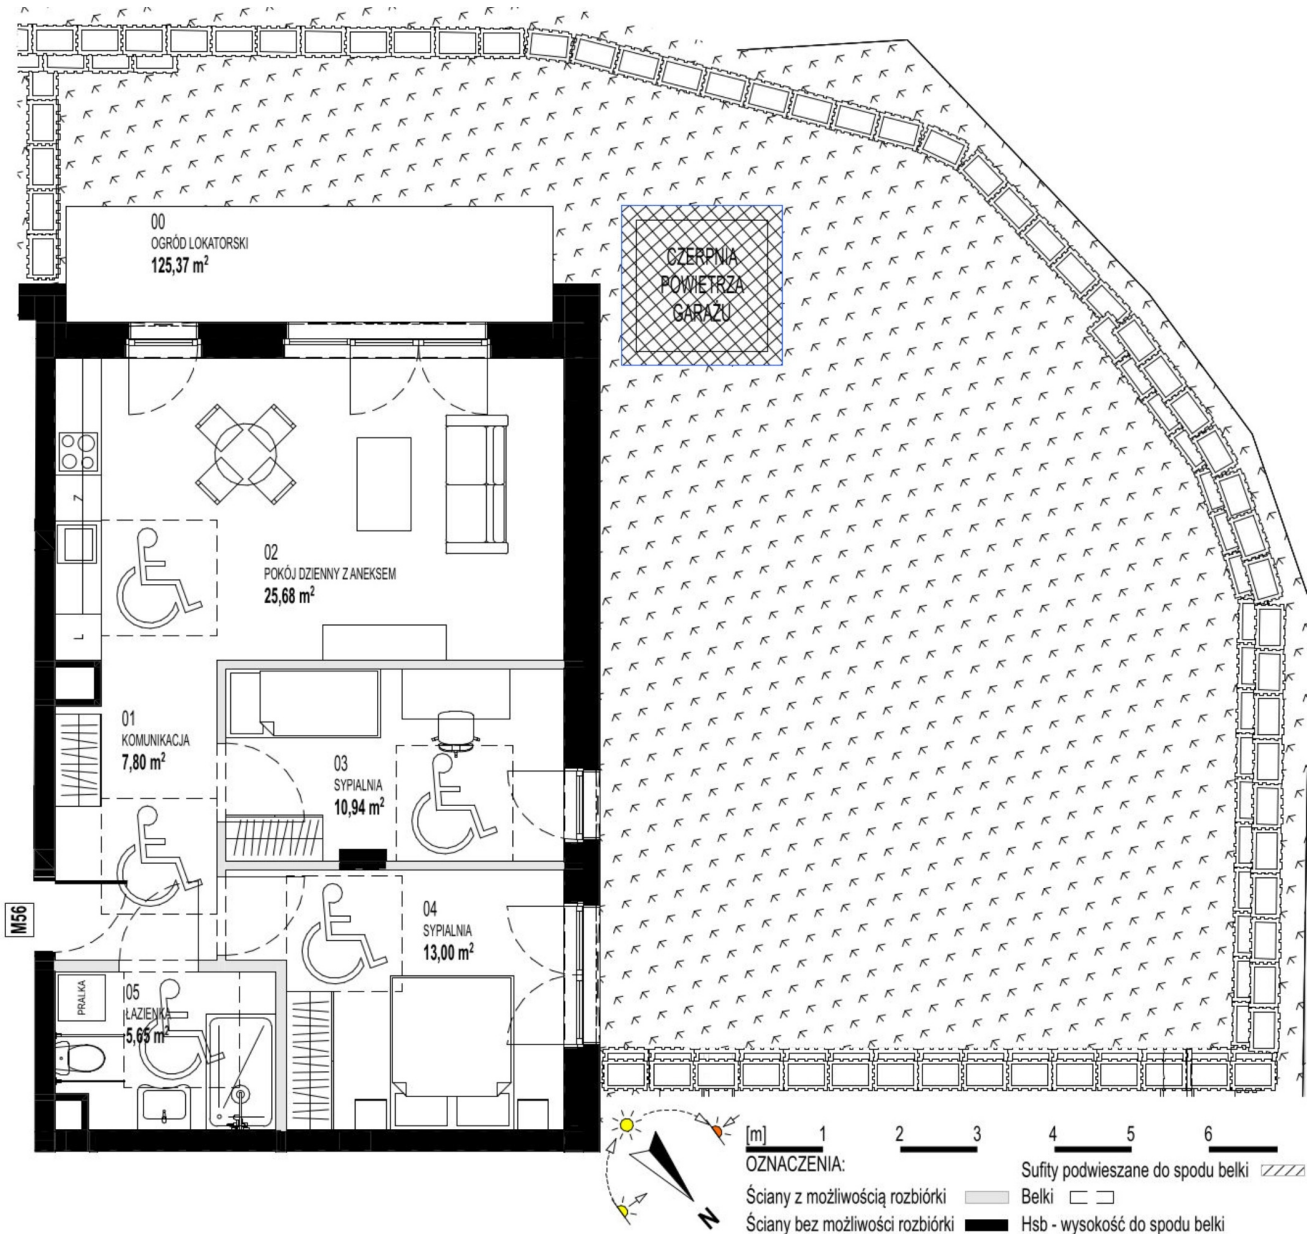 00
OGRÓD LOKATORSKI
125,37 m²
CZERPNIA
POWIETRZA
GARAŻU
Z
02
POKÓJ DZIENNY Z ANEKSEM
25,68 m²
L
01
KOMUNIKACJA
7,80 m²
03
SYPIALNIA
10,94 m²
M56
04
SYPIALNIA
13,00 m²
PRALKA
05
ŁAZIENKA
5,65 m²
N
[m] 1 2 3 4 5 6
OZNACZENIA:
Sufity podwieszane do spodu belki
Ściany z możliwością rozbiórki
Belki
Ściany bez możliwości rozbiórki
Hsb - wysokość do spodu belki